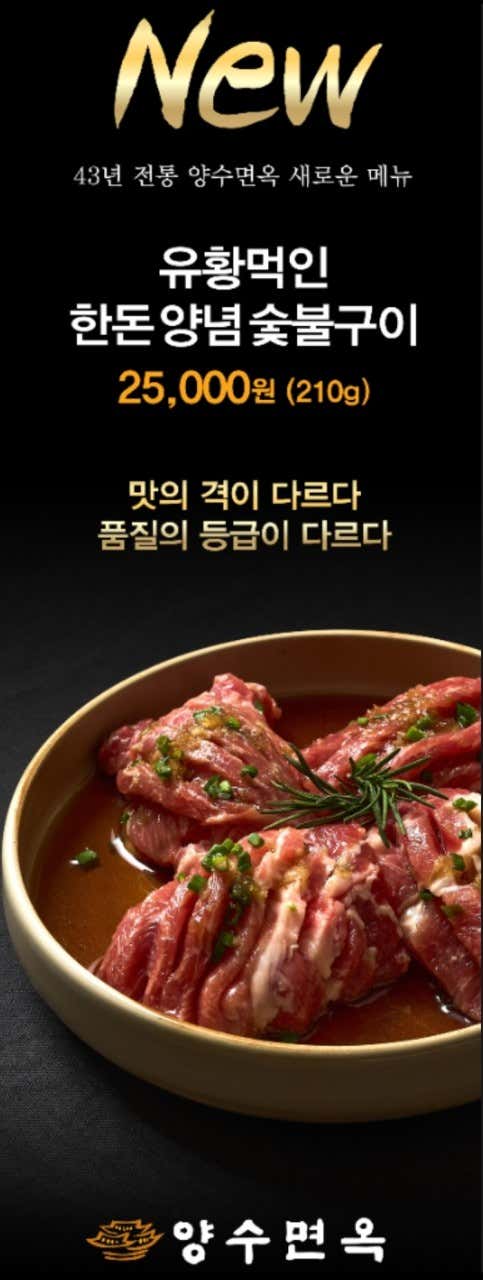 New
43년 전통 양수면옥 새로운 메뉴
유황먹인
한돈양념숯불구이
25,000원 (210g)
맛의 격이 다르다
품질의 등급이 다르다
양수면옥